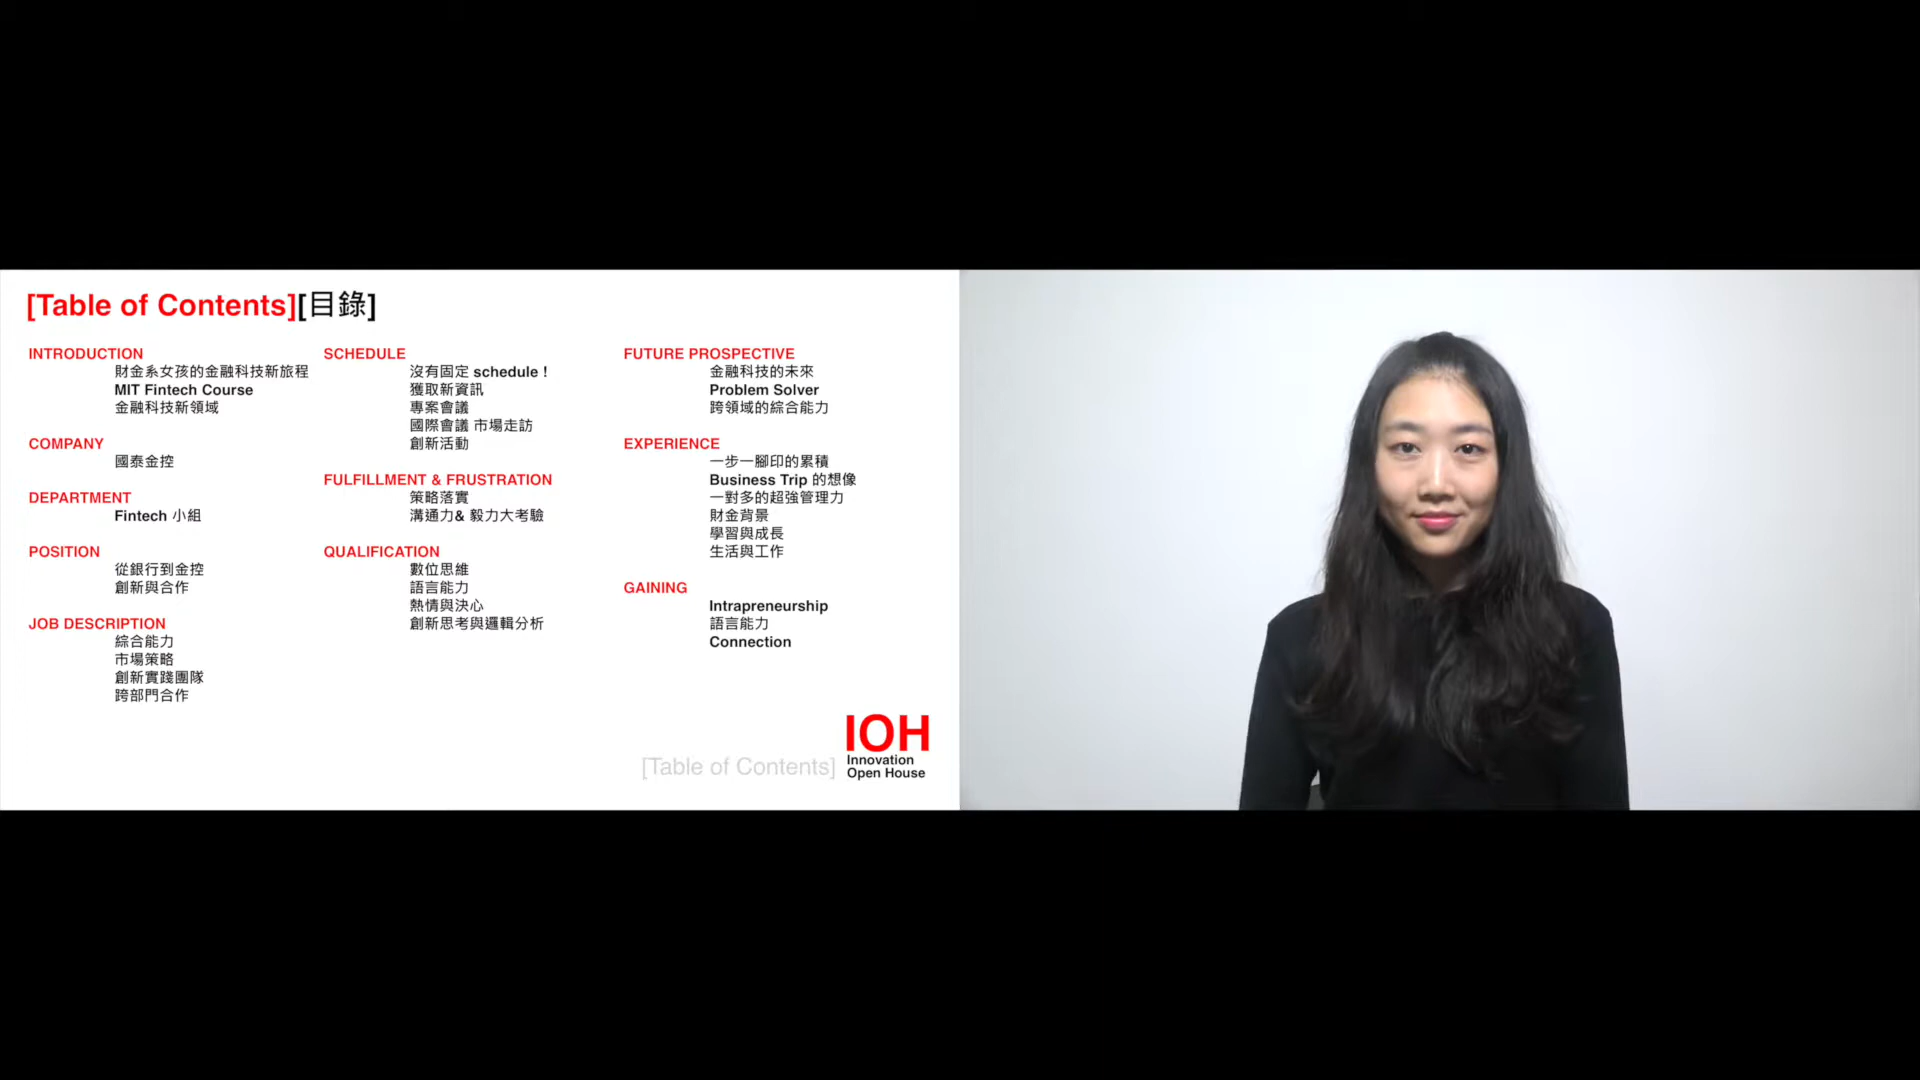 [Table of Contents][目錄]
INTRODUCTION
財金系女孩的金融科技新旅程
MIT Fintech Course
金融科技新領域
COMPANY
國泰金控
DEPARTMENT
Fintech 小組
POSITION
從銀行到金控
創新與合作
JOB DESCRIPTION
綜合能力
市場策略
創新實踐團隊
跨部門合作
SCHEDULE
沒有固定 schedule !
獲取新資訊
專案會議
國際會議 市場走訪
創新活動
FULFILLMENT & FRUSTRATION
策略落實
溝通力& 毅力大考驗
QUALIFICATION
數位思維
語言能力
熱情與決心
創新思考與邏輯分析
FUTURE PROSPECTIVE
金融科技的未來
Problem Solver
跨領域的綜合能力
EXPERIENCE
一步一腳印的累積
Business Trip 的想像
一對多的超強管理力
財金背景
學習與成長
生活與工作
GAINING
Intrapreneurship
語言能力
Connection
[Table of Contents]
IOH
Innovation
Open House